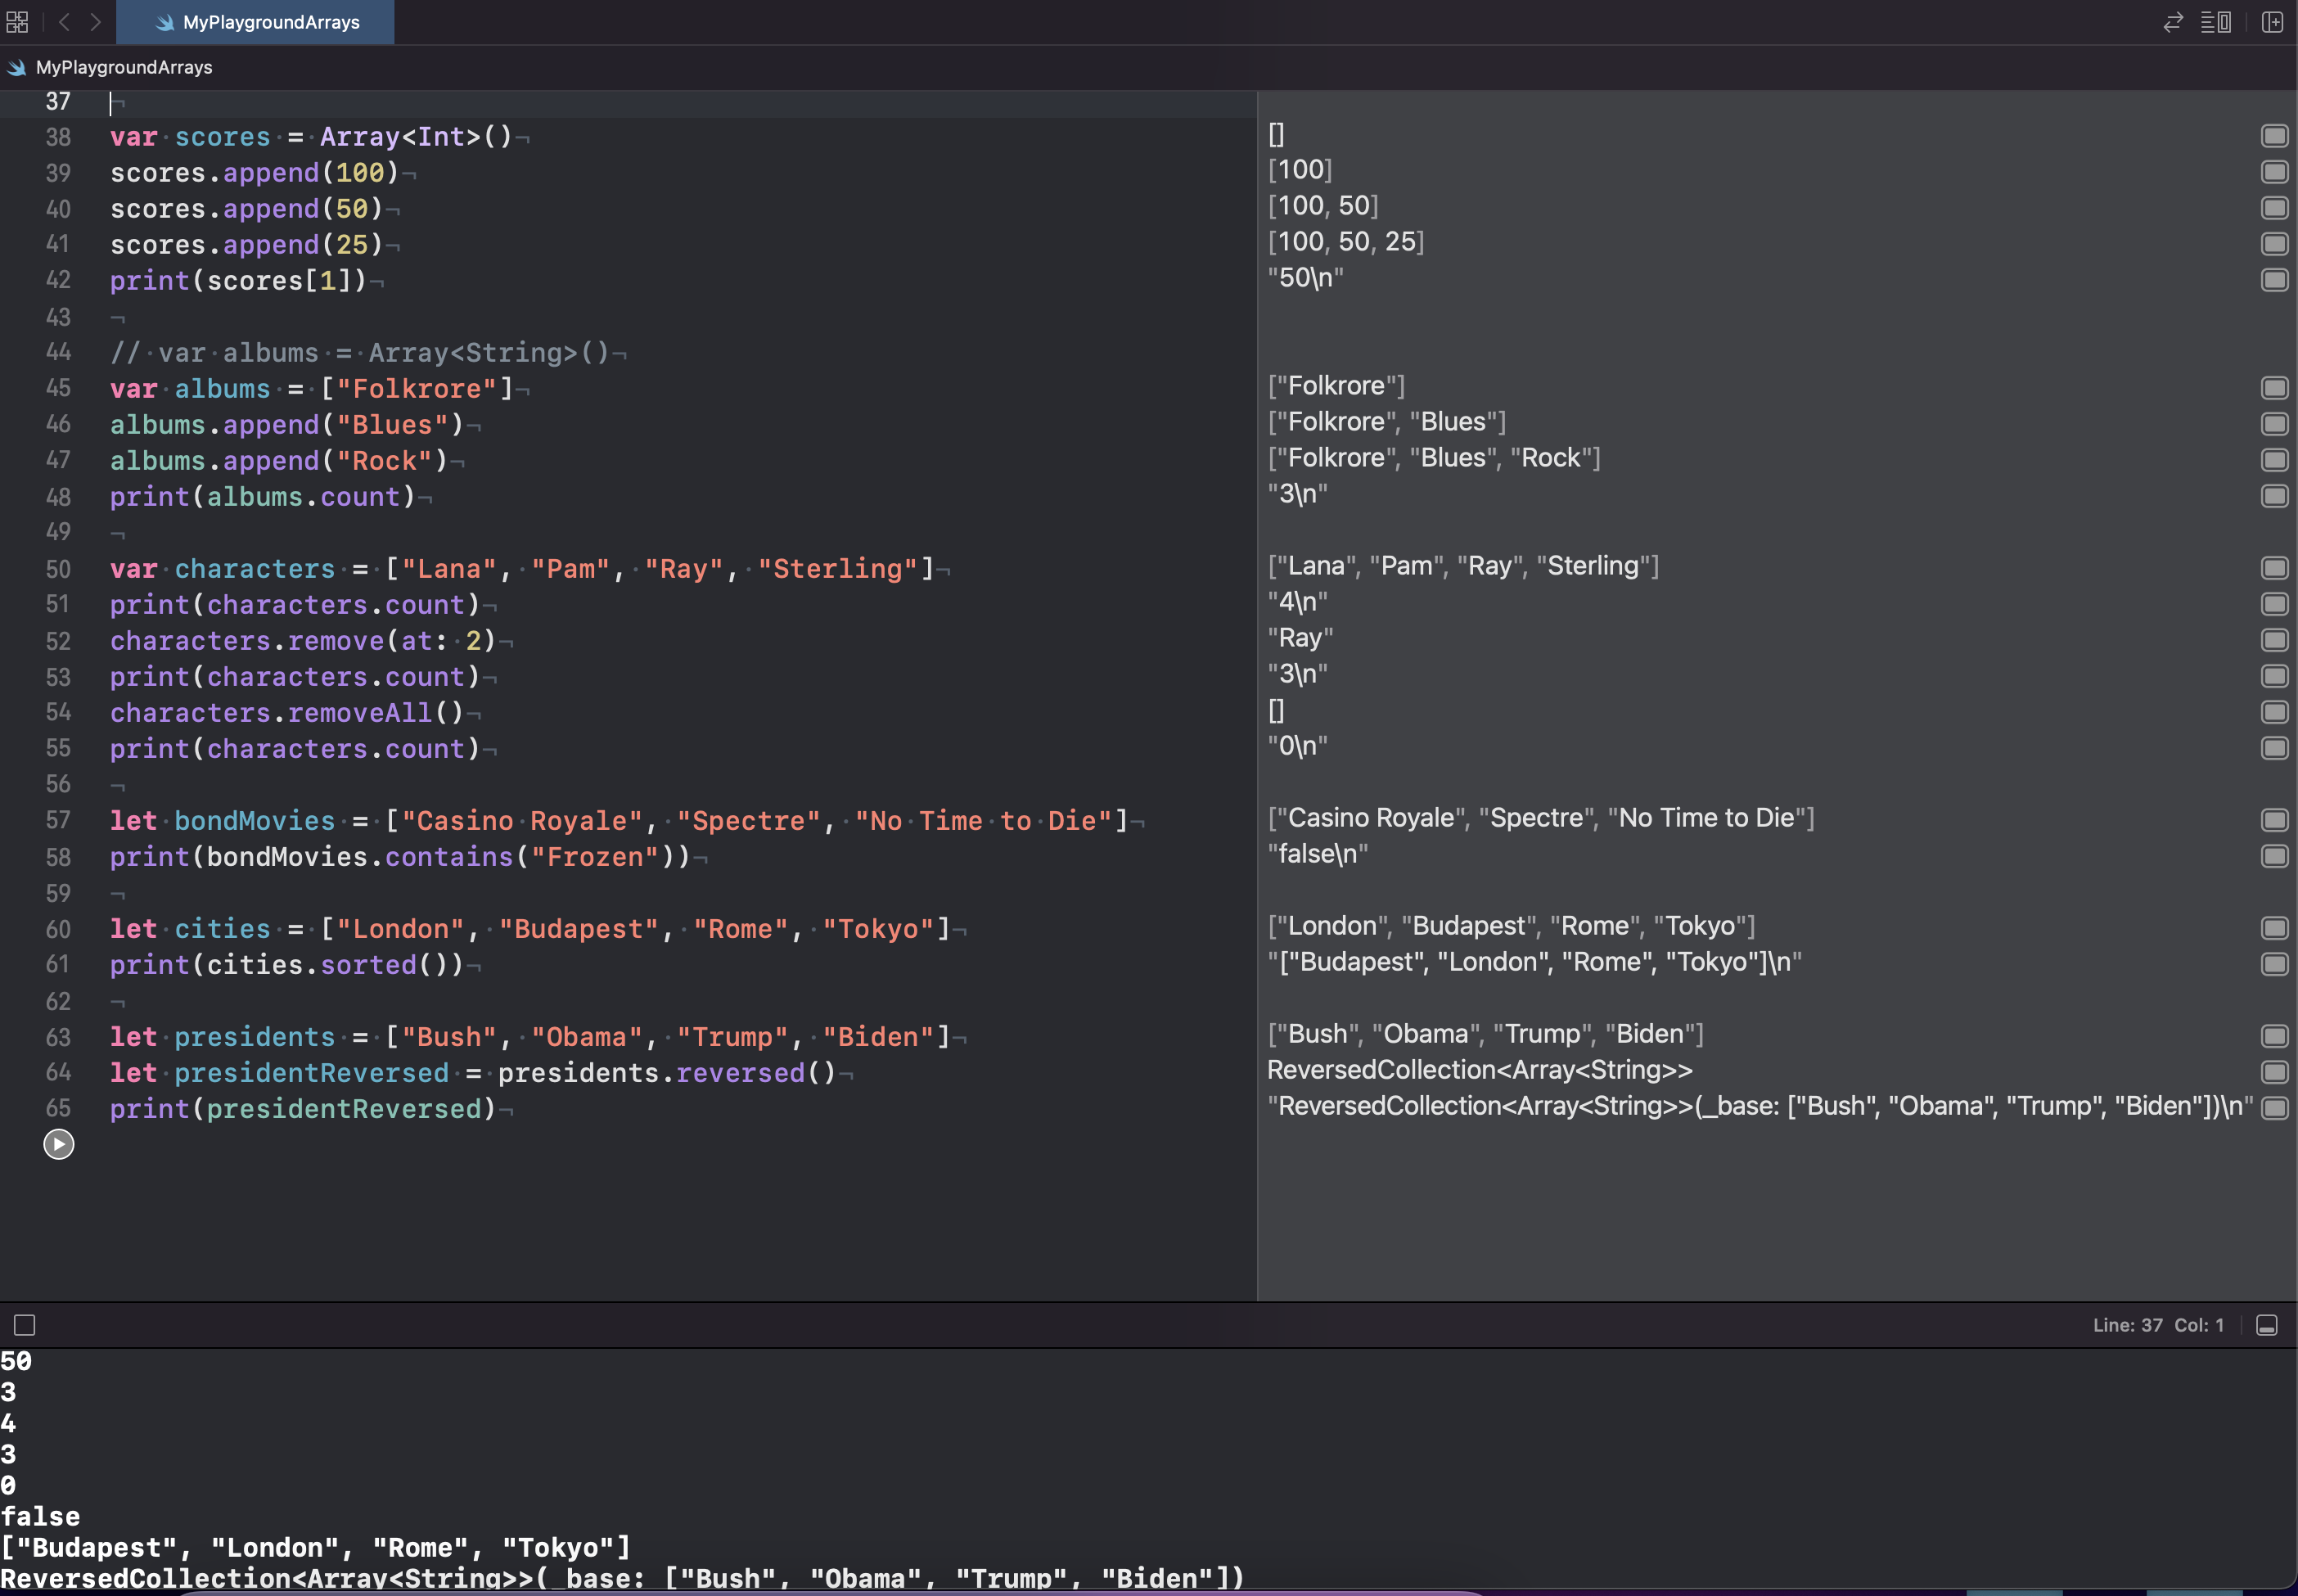 MyPlaygroundArrays
MyPlaygroundArrays
37
38 var scores = Array<Int>() []
39 scores.append(100) [100]
40 scores.append(50) [100, 50]
41 scores.append(25) [100, 50, 25]
42 print(scores[1]) "50\n"
43
44 // var albums = Array<String>()
45 var albums = ["Folkrore"] ["Folkrore"]
46 albums.append("Blues") ["Folkrore", "Blues"]
47 albums.append("Rock") ["Folkrore", "Blues", "Rock"]
48 print(albums.count) "3\n"
49
50 var characters = ["Lana", "Pam", "Ray", "Sterling"] ["Lana", "Pam", "Ray", "Sterling"]
51 print(characters.count) "4\n"
52 characters.remove(at: 2) "Ray"
53 print(characters.count) "3\n"
54 characters.removeAll() []
55 print(characters.count) "0\n"
56
57 let bondMovies = ["Casino Royale", "Spectre", "No Time to Die"] ["Casino Royale", "Spectre", "No Time to Die"]
58 print(bondMovies.contains("Frozen")) "false\n"
59
60 let cities = ["London", "Budapest", "Rome", "Tokyo"] ["London", "Budapest", "Rome", "Tokyo"]
61 print(cities.sorted()) "["Budapest", "London", "Rome", "Tokyo"]\n"
62
63 let presidents = ["Bush", "Obama", "Trump", "Biden"] ["Bush", "Obama", "Trump", "Biden"]
64 let presidentReversed = presidents.reversed() ReversedCollection<Array<String>>
65 print(presidentReversed) "ReversedCollection<Array<String>>(_base: ["Bush", "Obama", "Trump", "Biden"])\n"
Line: 37 Col: 1
50
3
4
3
0
false
["Budapest", "London", "Rome", "Tokyo"]
ReversedCollection<Array<String>>(_base: ["Bush", "Obama", "Trump", "Biden"])